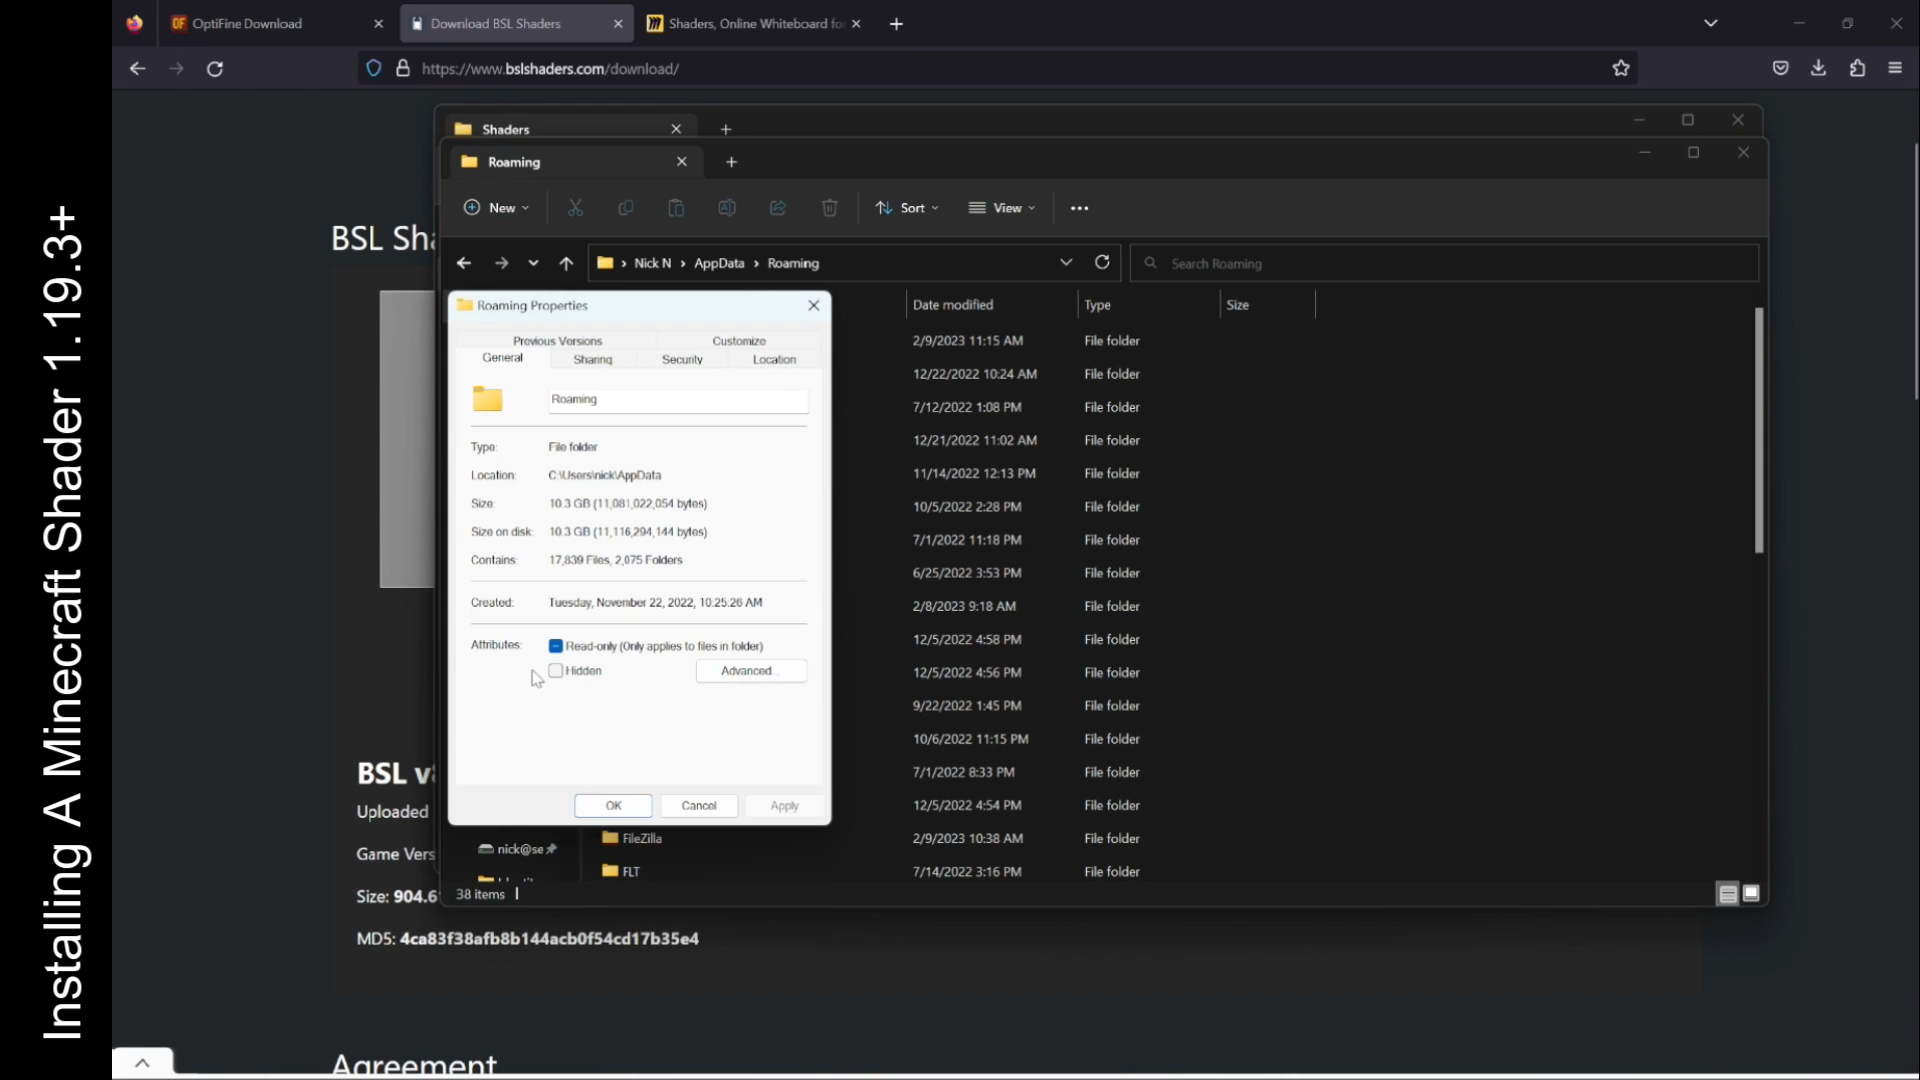 Installing A Minecraft Shader 1.19.3+
OptiFine Download
Download BSL Shaders
Shaders, Online Whiteboard for
https://www.bslshaders.com/download/
Shaders
Roaming
New
Sort
View
Nick N > AppData > Roaming
Search Roaming
Date modified
Type
Size
Roaming Properties
Previous Versions
Customize
General
Sharing
Security
Location
Roaming
Type: File folder
Location: C:\Users\nick\AppData
Size: 10.3 GB (11,081,022,054 bytes)
Size on disk: 10.3 GB (11,116,294,144 bytes)
Contains: 17,839 Files, 2,075 Folders
Created: Tuesday, November 22, 2022, 10:25:26 AM
Attributes: Read-only (Only applies to files in folder)
Hidden
Advanced...
OK
Cancel
Apply
2/9/2023 11:15 AM File folder
12/22/2022 10:24 AM File folder
7/12/2022 1:08 PM File folder
12/21/2022 11:02 AM File folder
11/14/2022 12:13 PM File folder
10/5/2022 2:28 PM File folder
7/1/2022 11:18 PM File folder
6/25/2022 3:53 PM File folder
2/8/2023 9:18 AM File folder
12/5/2022 4:58 PM File folder
12/5/2022 4:56 PM File folder
9/22/2022 1:45 PM File folder
10/6/2022 11:15 PM File folder
7/1/2022 8:33 PM File folder
12/5/2022 4:54 PM File folder
FileZilla 2/9/2023 10:38 AM File folder
FLT 7/14/2022 3:16 PM File folder
nick@se
38 items
BSL Sha
BSL v
Uploaded
Game Vers
Size: 904.6
MD5: 4ca83f38afb8b144acb0f54cd17b35e4
Agreement